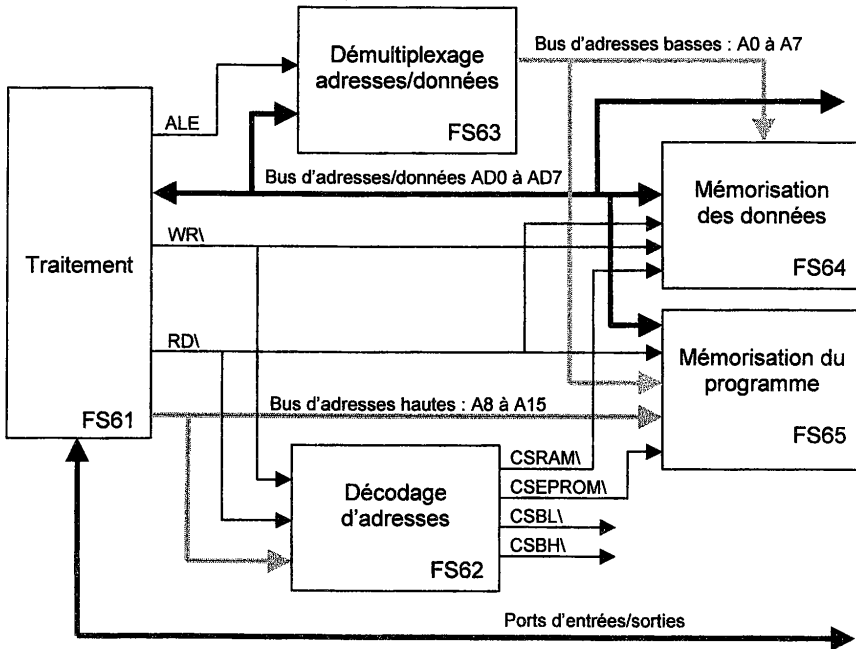 Démultiplexage
adresses/données
FS63
Bus d'adresses basses : A0 à A7
ALE
Bus d'adresses/données AD0 à AD7
Mémorisation
des données
FS64
WR\
Traitement
RD\
Mémorisation du
programme
FS65
Bus d'adresses hautes : A8 à A15
FS61
Décodage
d'adresses
FS62
CSRAM\
CSEPROM\
CSBL\
CSBH\
Ports d'entrées/sorties